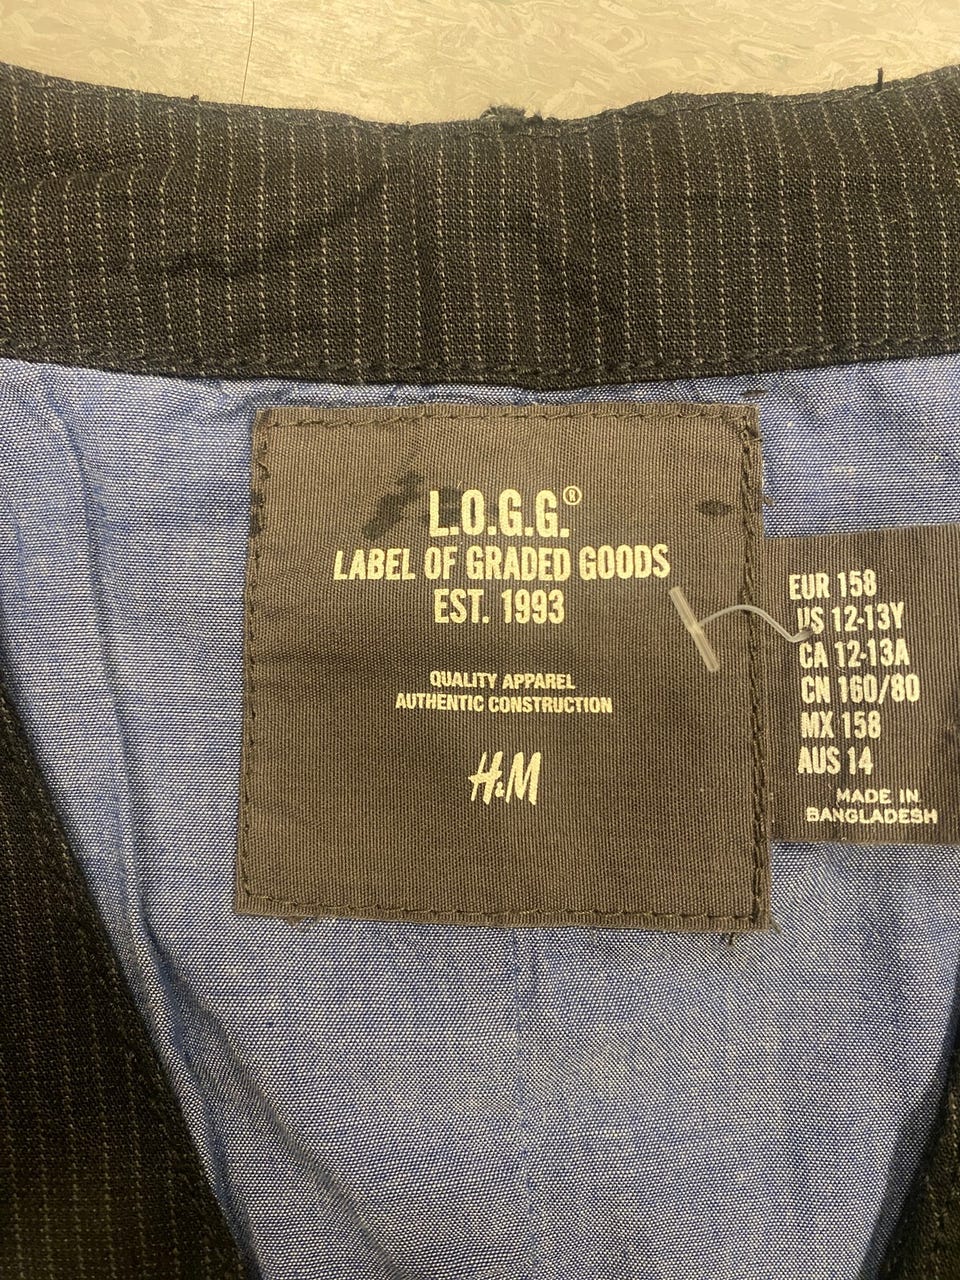 L.O.G.G.®
LABEL OF GRADED GOODS
EST. 1993
QUALITY APPAREL
AUTHENTIC CONSTRUCTION
H&M
EUR 158
US 12-13Y
CA 12-13A
CN 160/80
MX 158
AUS 14
MADE IN
BANGLADESH